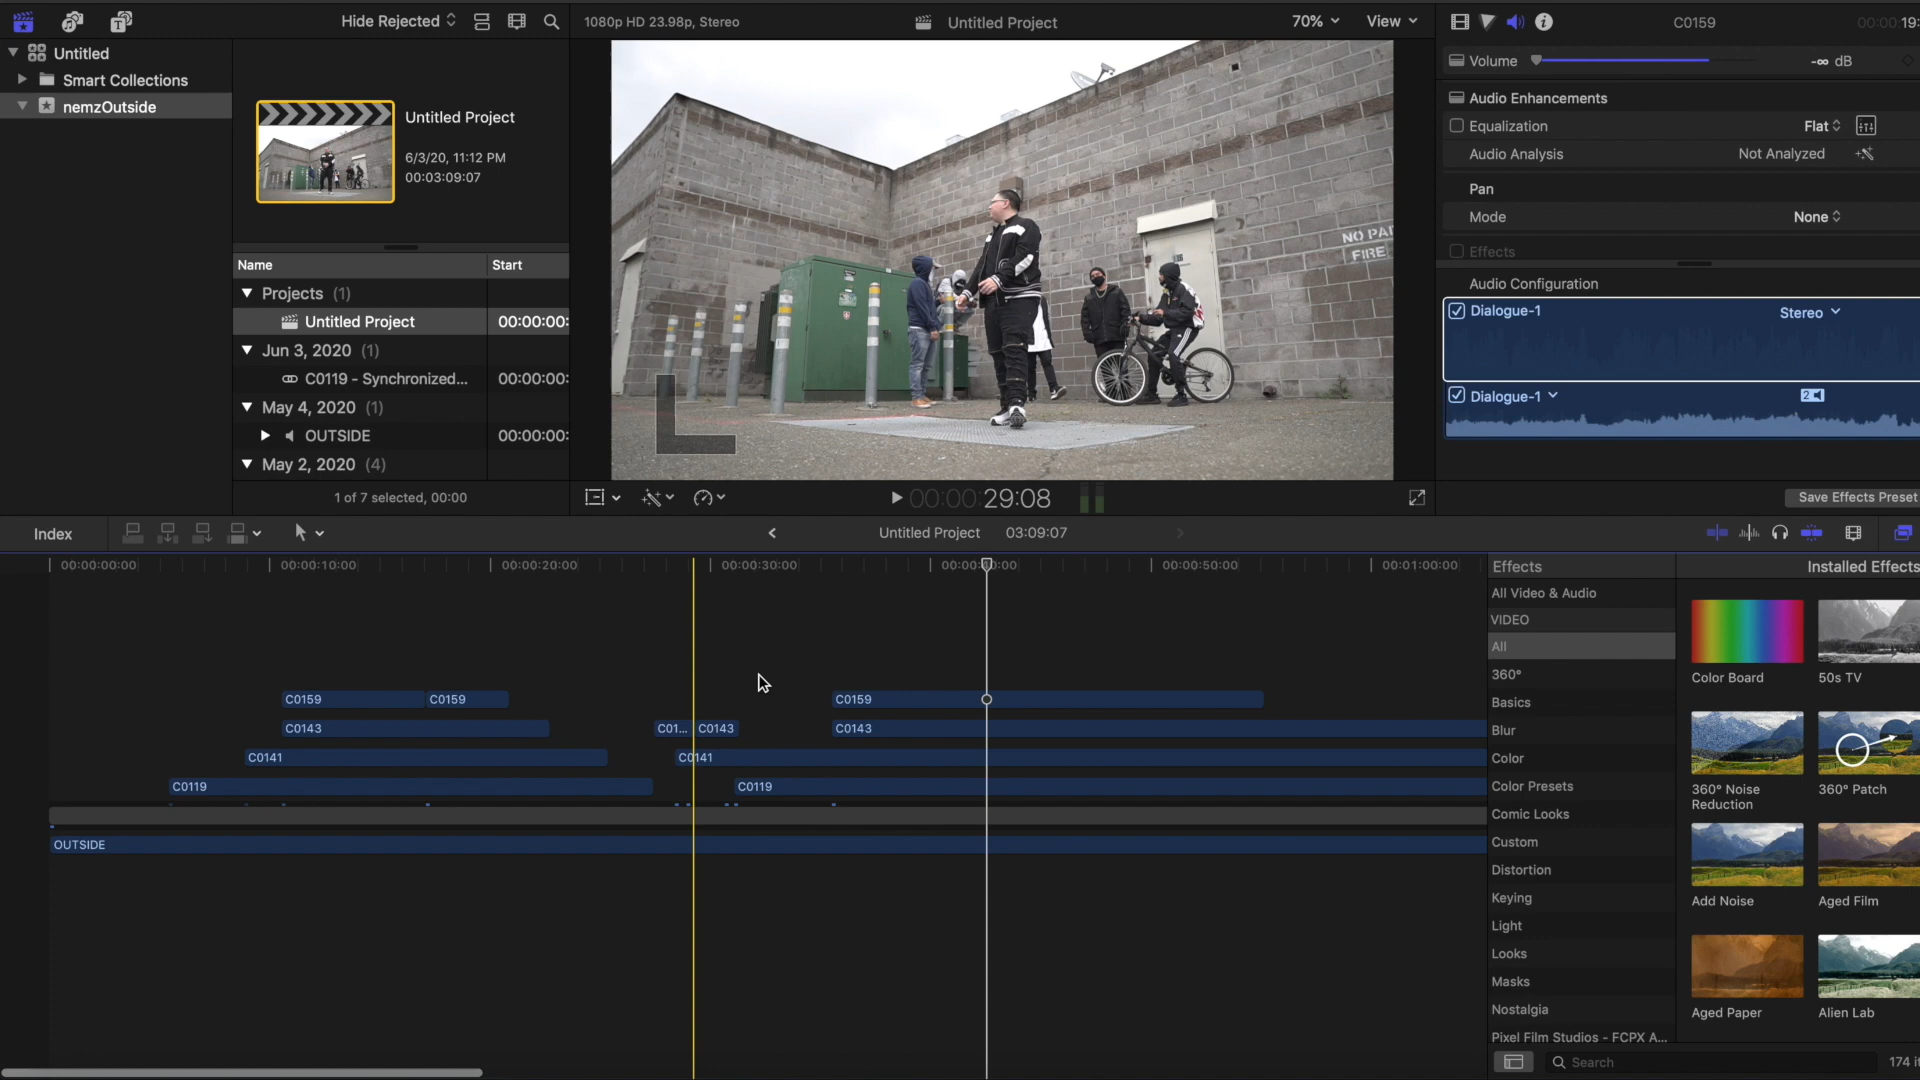 Hide Rejected
1080p HD 23.98p, Stereo
Untitled Project
70%
View
C0159
00:00:00:19:
Untitled
Smart Collections
nemzOutside
Untitled Project
6/3/20, 11:12 PM
00:03:09:07
Name
Start
Projects (1)
Untitled Project
00:00:00:
Jun 3, 2020 (1)
C0119 - Synchronized...
00:00:00:
May 4, 2020 (1)
OUTSIDE
00:00:00:
May 2, 2020 (4)
1 of 7 selected, 00:00
NO PA
FIRE
00:00:29:08
Volume
-∞ dB
Audio Enhancements
Equalization
Flat
Audio Analysis
Not Analyzed
Pan
Mode
None
Effects
Audio Configuration
Dialogue-1
Stereo
Dialogue-1
2
Save Effects Preset
Index
Untitled Project
03:09:07
00:00:00:00
00:00:10:00
00:00:20:00
00:00:30:00
00:00:50:00
00:01:00:00
C0159
C0159
C0159
C0143
C01...
C0143
C0143
C0141
C0141
C0119
C0119
OUTSIDE
Effects
Installed Effects
All Video & Audio
VIDEO
All
360°
Basics
Blur
Color
Color Presets
Comic Looks
Custom
Distortion
Keying
Light
Looks
Masks
Nostalgia
Pixel Film Studios - FCPX A...
Color Board
50s TV
360° Noise
Reduction
360° Patch
Add Noise
Aged Film
Aged Paper
Alien Lab
Search
174 it